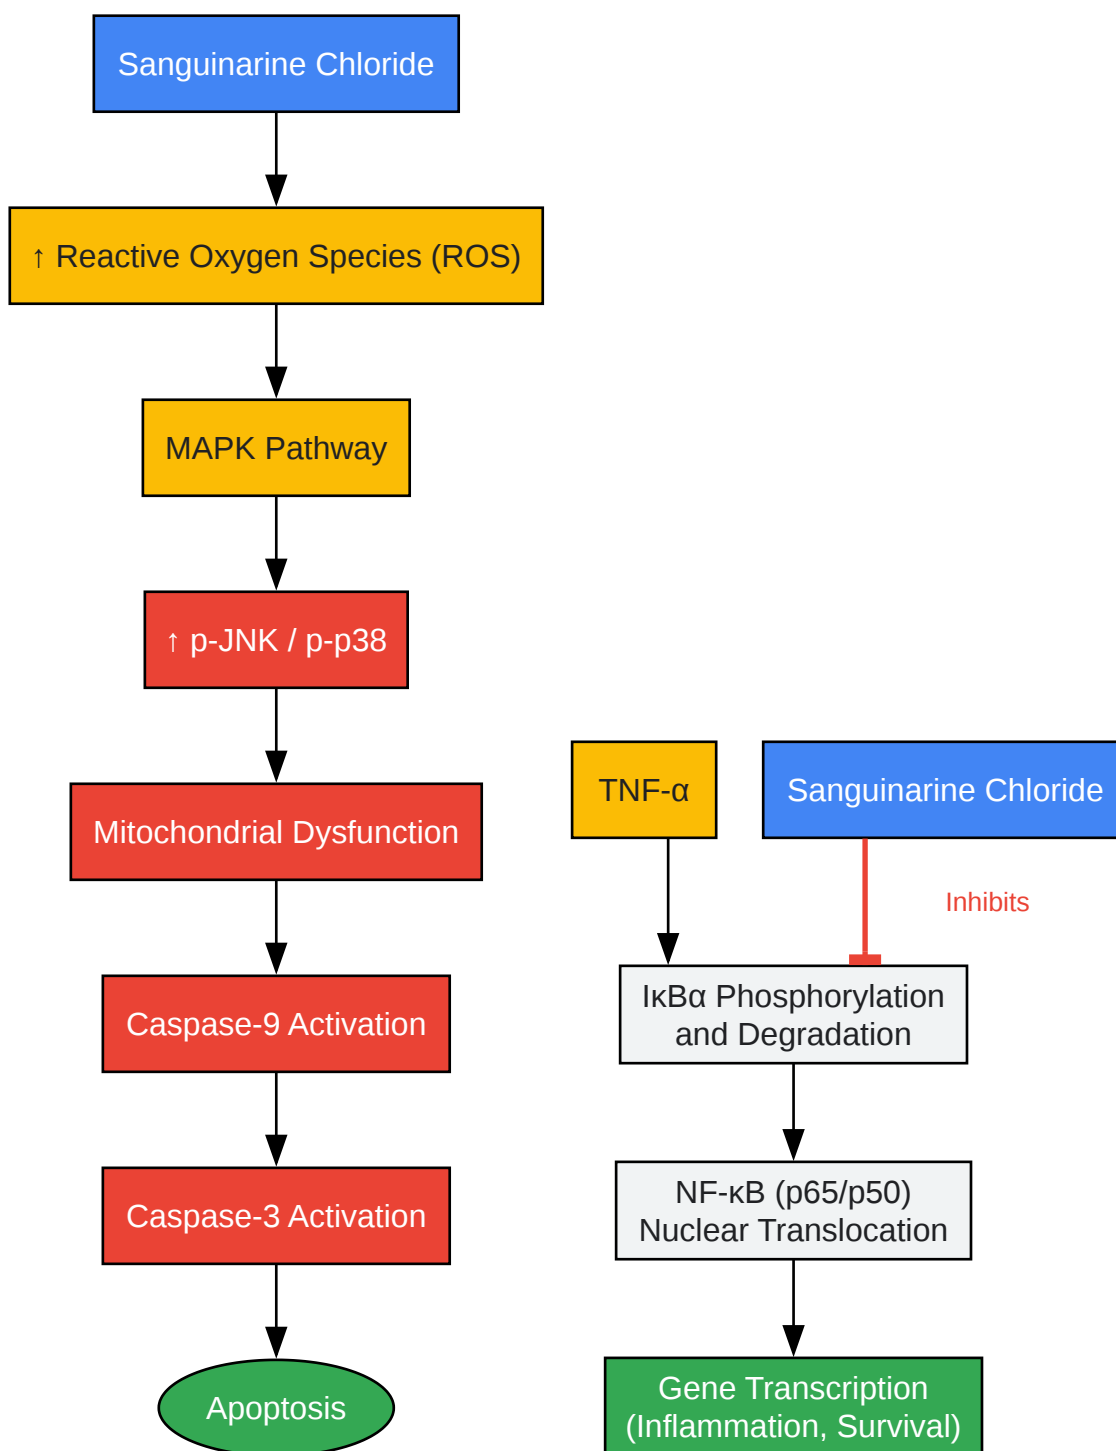 Sanguinarine Chloride
↑ Reactive Oxygen Species (ROS)
MAPK Pathway
↑ p-JNK / p-p38
Mitochondrial Dysfunction
Caspase-9 Activation
Caspase-3 Activation
Apoptosis
TNF-α
Sanguinarine Chloride
Inhibits
IκBα Phosphorylation
and Degradation
NF-κB (p65/p50)
Nuclear Translocation
Gene Transcription
(Inflammation, Survival)